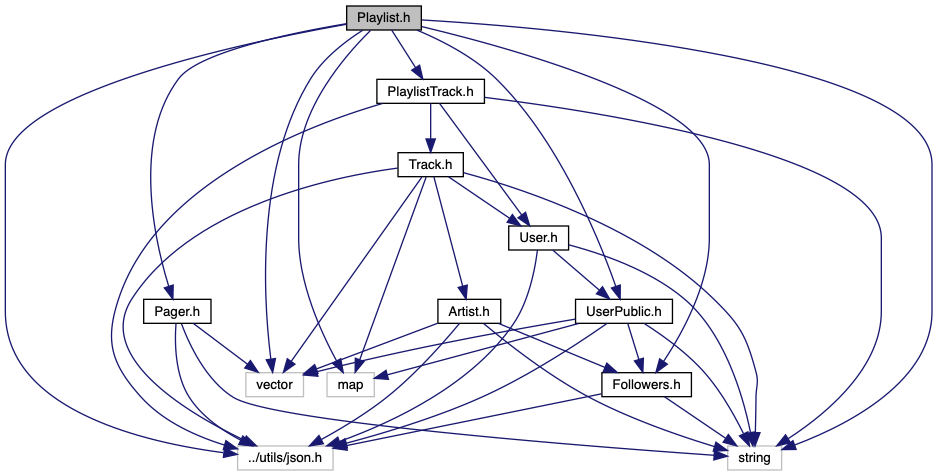 Playlist.h
PlaylistTrack.h
Track.h
User.h
Pager.h
Artist.h
UserPublic.h
vector
map
Followers.h
../utils/json.h
string